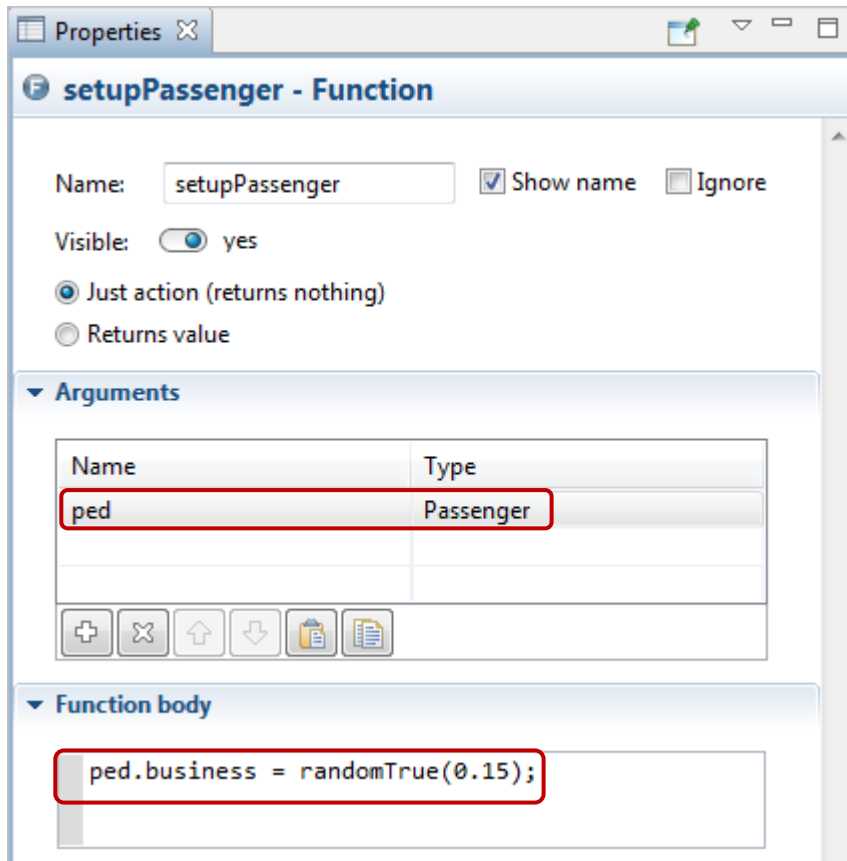 Properties
setupPassenger - Function
Name: setupPassenger Show name Ignore
Visible: yes
Just action (returns nothing)
Returns value
Arguments
Name Type
ped Passenger
Function body
ped.business = randomTrue(0.15);